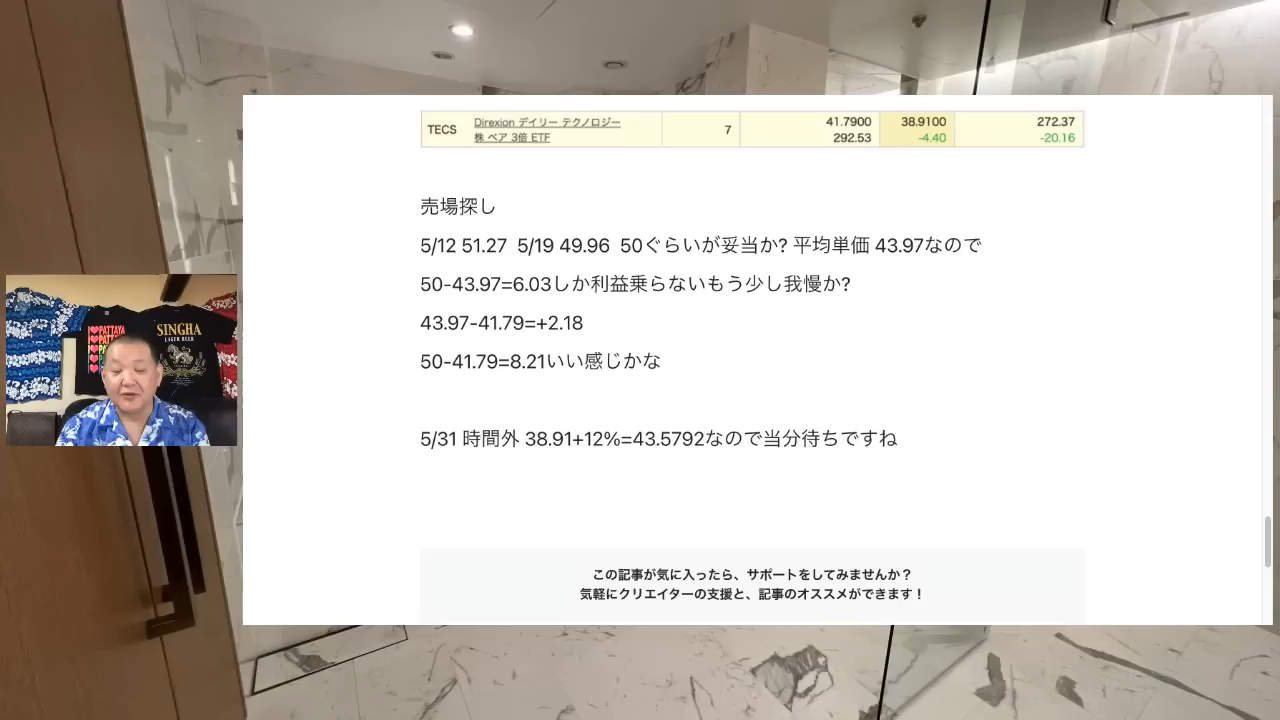 TECS
Direxion デイリー テクノロジー
株 ベア 3倍 ETF
7
41.7900
292.53
38.9100
-4.40
272.37
-20.16
売場探し
5/12 51.27 5/19 49.96 50ぐらいが妥当か? 平均単価 43.97なので
50-43.97=6.03しか利益乗らないもう少し我慢か?
43.97-41.79=+2.18
50-41.79=8.21いい感じかな
5/31 時間外 38.91+12%=43.5792なので当分待ちですね
この記事が気に入ったら、サポートをしてみませんか？
気軽にクリエイターの支援と、記事のオススメができます！
PATTAYA
SINGHA
LAGER BEER